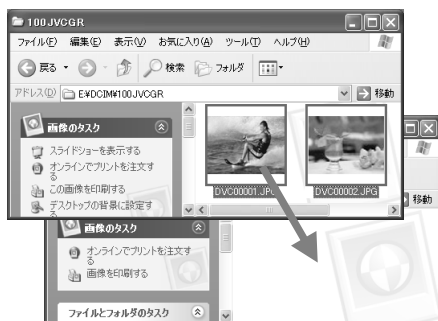 100JVCGR
ファイル(F) 編集(E) 表示(V) お気に入り(A) ツール(T) ヘルプ(H)
戻る 検索 フォルダ
アドレス(D) E:¥DCIM¥100JVCGR 移動
画像のタスク
スライドショーを表示する
オンラインでプリントを注文す
る
この画像を印刷する
デスクトップの背景に設定す
DVC00001.JPG
DVC00002.JPG
移動
画像のタスク
オンラインでプリントを注文す
る
画像を印刷する
ファイルとフォルダのタスク